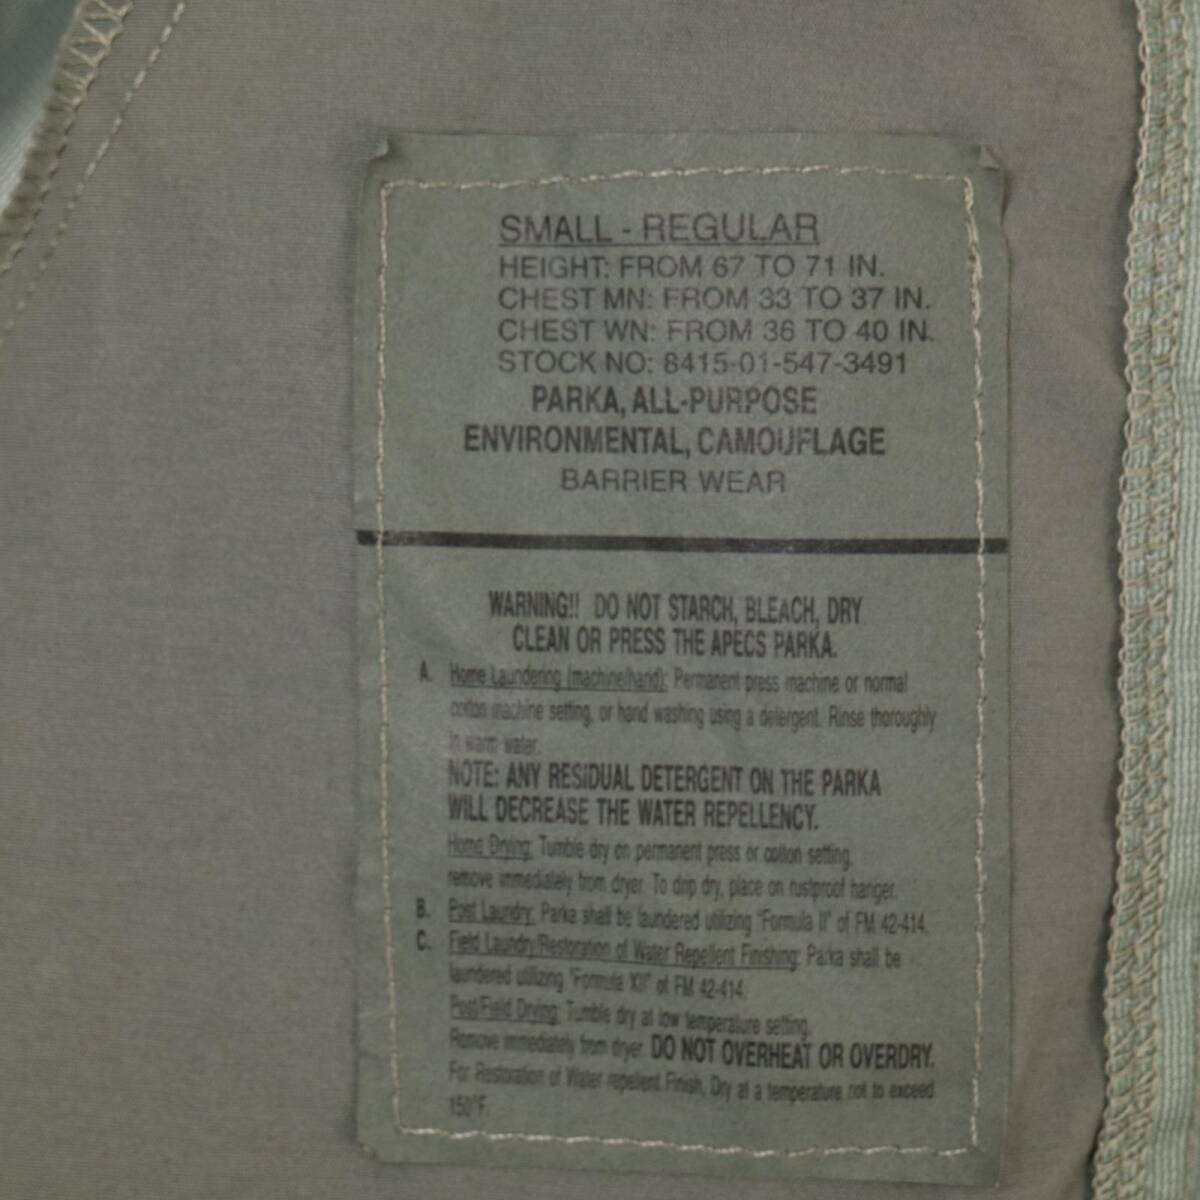 SMALL - REGULAR
HEIGHT: FROM 67 TO 71 IN.
CHEST MN: FROM 33 TO 37 IN.
CHEST WN: FROM 36 TO 40 IN.
STOCK NO: 8415-01-547-3491
PARKA, ALL-PURPOSE
ENVIRONMENTAL, CAMOUFLAGE
BARRIER WEAR
WARNING!! DO NOT STARCH, BLEACH, DRY
CLEAN OR PRESS THE APECS PARKA.
A. Home Laundering (machine/hand): Permanent press machine or normal
cotton machine setting, or hand washing using a detergent. Rinse thoroughly
in warm water.
NOTE: ANY RESIDUAL DETERGENT ON THE PARKA
WILL DECREASE THE WATER REPELLENCY.
Home Drying: Tumble dry on permanent press or cotton setting.
remove immediately from dryer. To drip dry, place on rustproof hanger.
B. Post Laundry: Parka shall be laundered utilizing "Formula II" of FM 42-414.
C. Field Laundry/Restoration of Water Repellent Finishing: Parka shall be
laundered utilizing "Formula XII" of FM 42-414.
Post/Field Drying: Tumble dry at low temperature setting.
Remove immediately from dryer. DO NOT OVERHEAT OR OVERDRY.
For Restoration of Water repellent Finish, Dry at a temperature not to exceed
150°F.